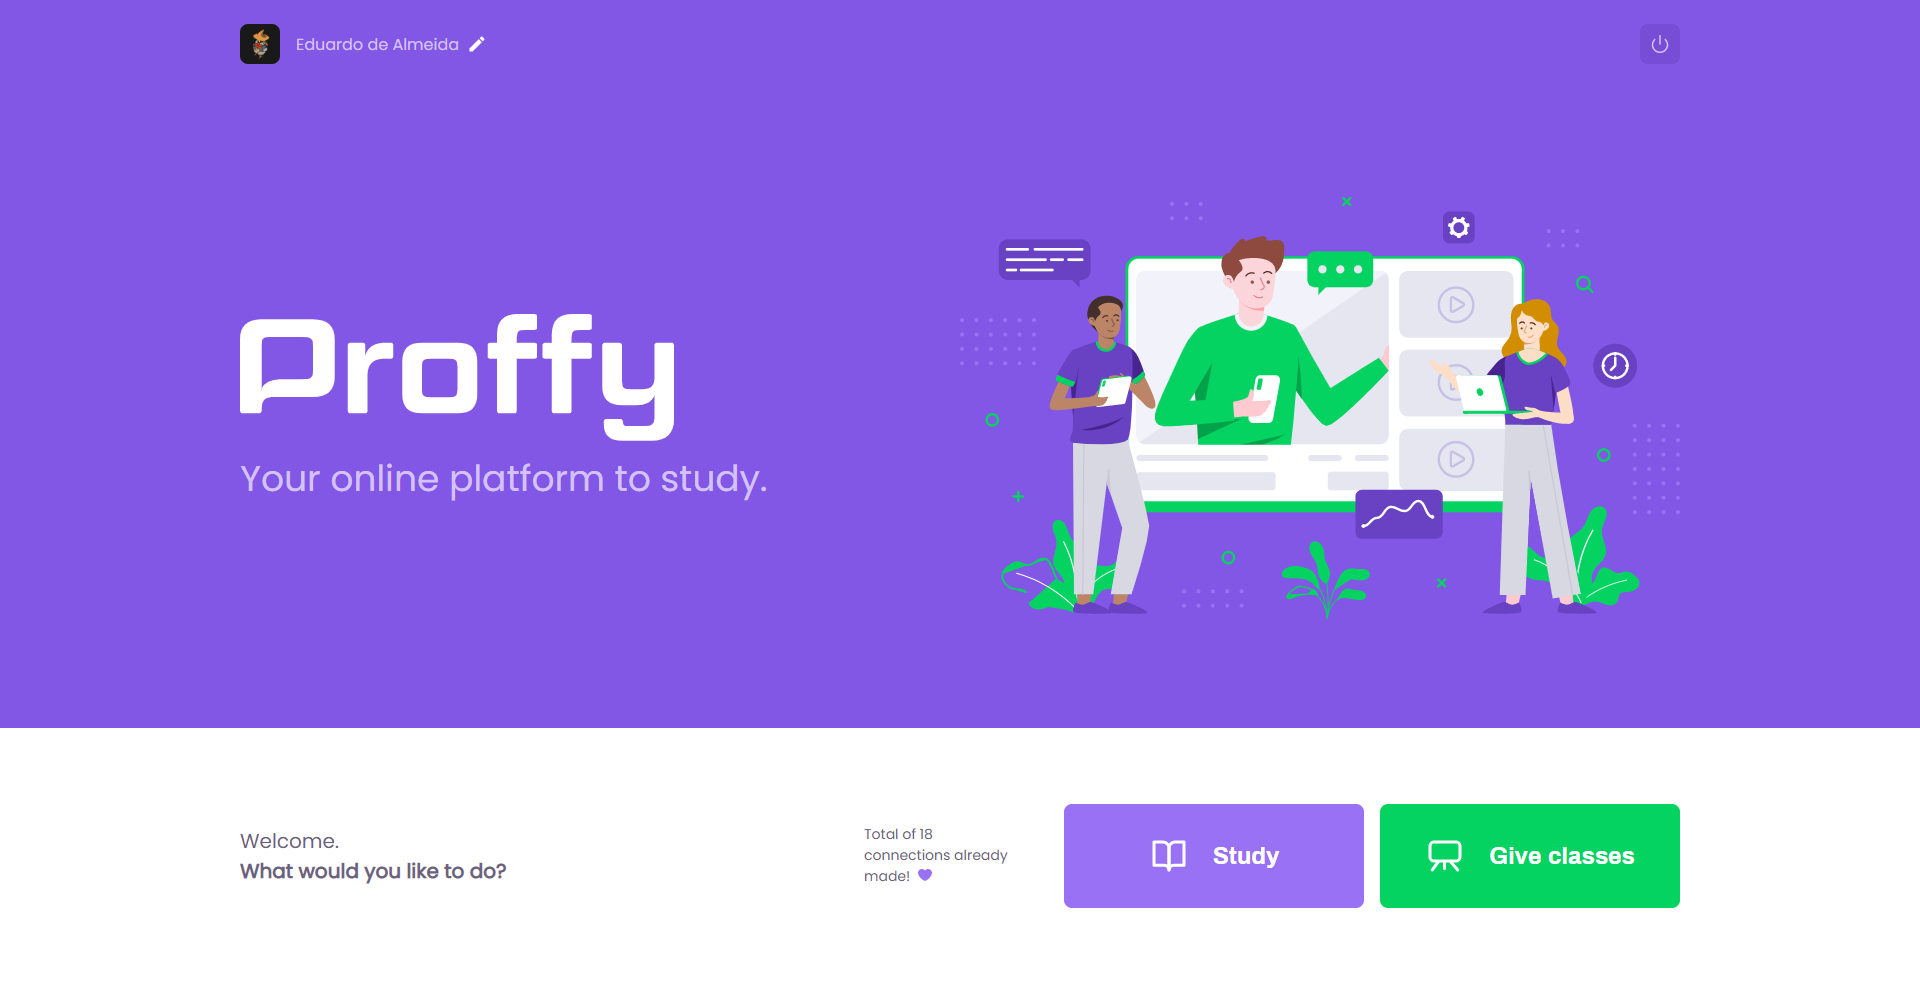 Eduardo de Almeida
Proffy
Your online platform to study.
Welcome.
What would you like to do?
Total of 18
connections already
made!
Study
Give classes